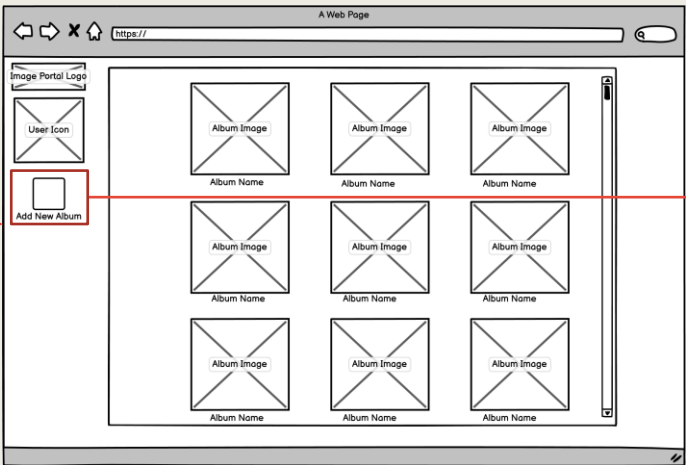 A Web Page
https://
Image Portal Logo
User Icon
Add New Album
Album Image Album Image Album Image
Album Name Album Name Album Name
Album Image Album Image Album Image
Album Name Album Name Album Name
Album Image Album Image Album Image
Album Name Album Name Album Name